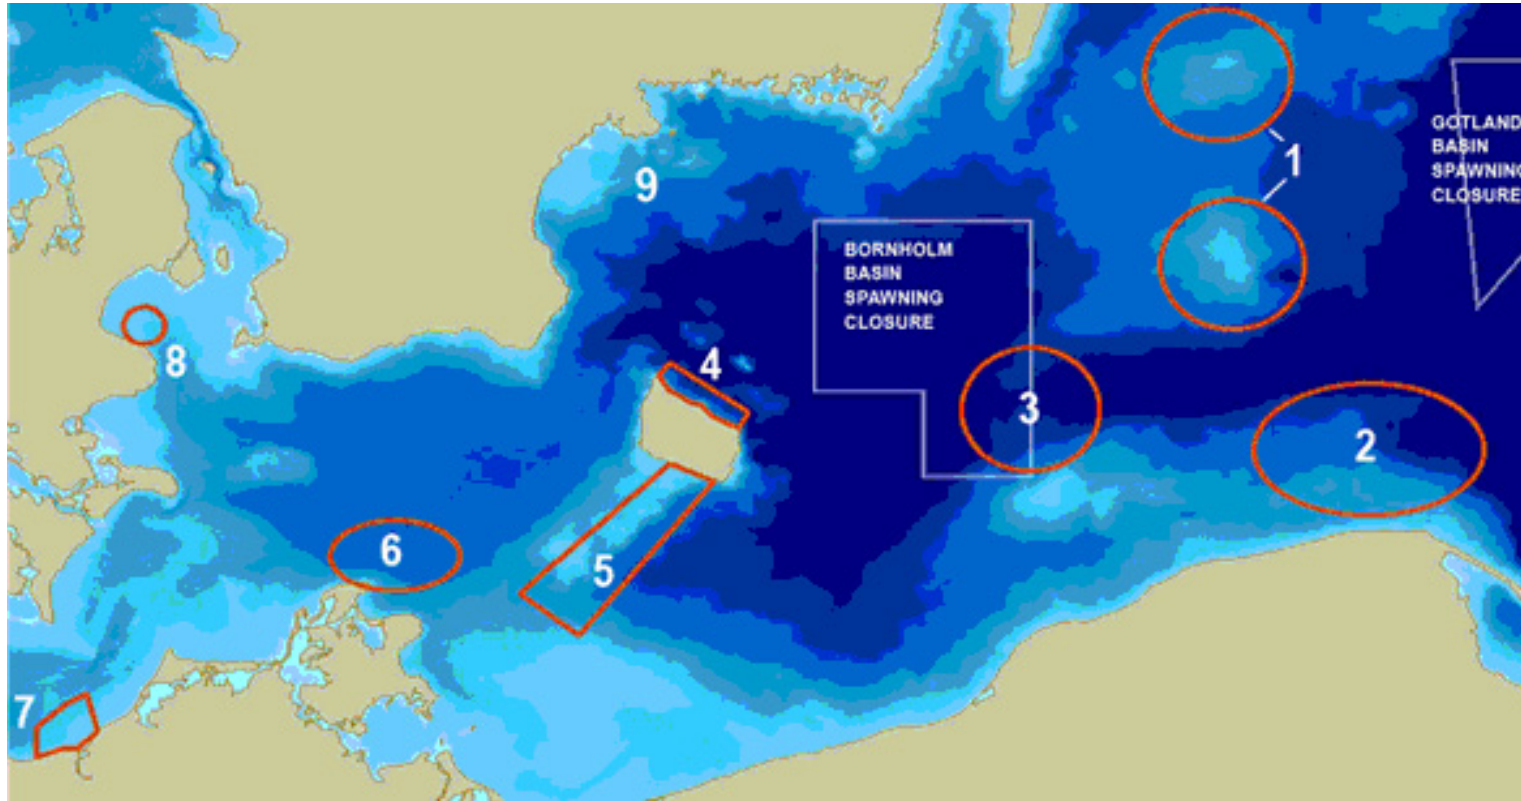 GOTLAND
BASIN
SPAWNING
CLOSURE
1
9
BORNHOLM
BASIN
SPAWNING
CLOSURE
8
4
3
2
6
5
7